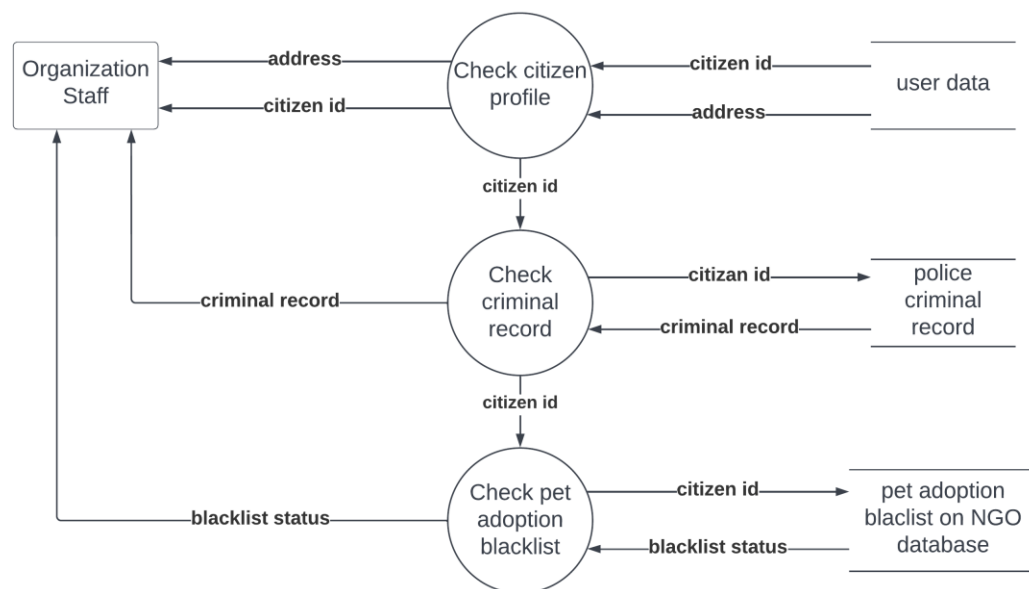 Organization
Staff
address
citizen id
Check citizen
profile
citizen id
address
user data
citizen id
criminal record
Check
criminal
record
citizan id
criminal record
police
criminal
record
citizen id
blacklist status
Check pet
adoption
blacklist
citizen id
blacklist status
pet adoption
blaclist on NGO
database